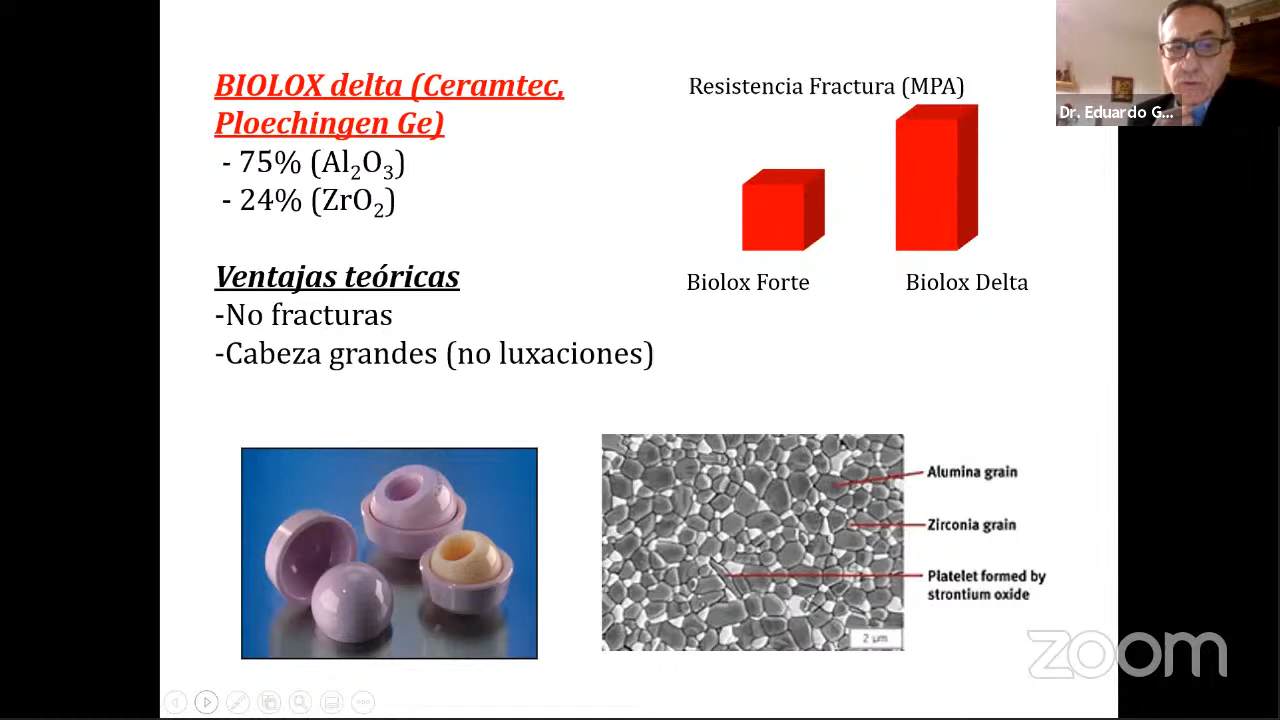 BIOLOX delta (Ceramtec,
Ploechingen Ge)
- 75% (Al₂O₃)
- 24% (ZrO₂)
Ventajas teóricas
-No fracturas
-Cabeza grandes (no luxaciones)
Resistencia Fractura (MPA)
Biolox Forte
Biolox Delta
Dr. Eduardo G...
Alumina grain
Zirconia grain
Platelet formed by
strontium oxide
2 µm
zoom